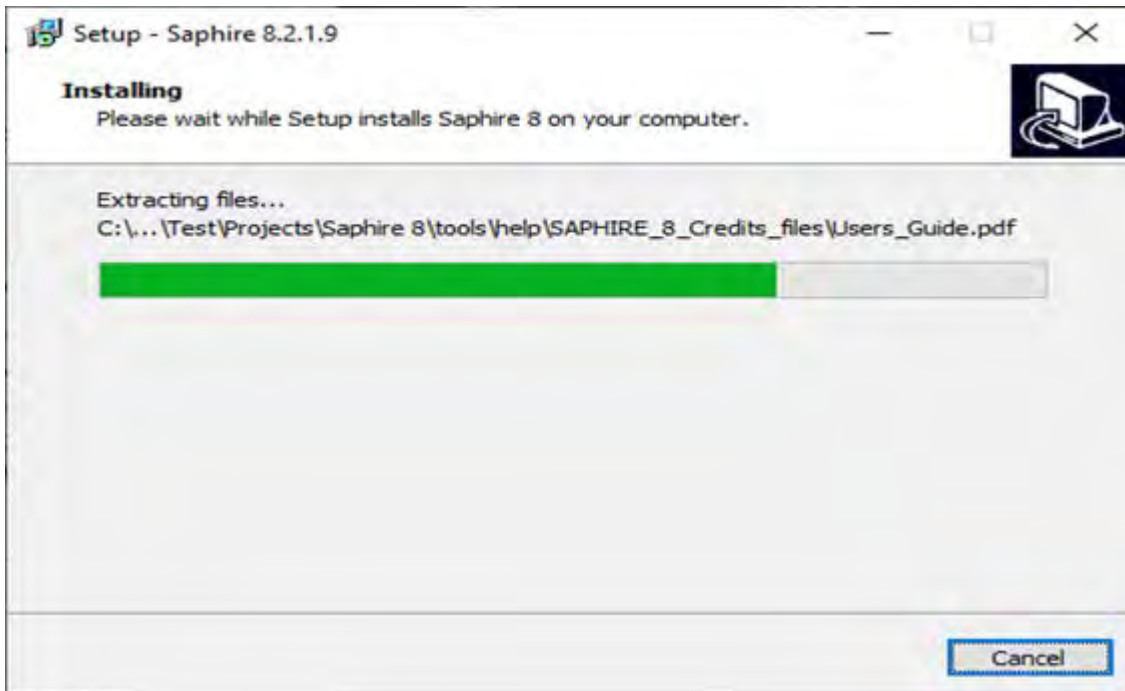 Setup - Saphire 8.2.1.9
Installing
Please wait while Setup installs Saphire 8 on your computer.
Extracting files...
C:\...\Test\Projects\Saphire 8\tools\help\SAPHIRE_8_Credits_files\Users_Guide.pdf
Cancel